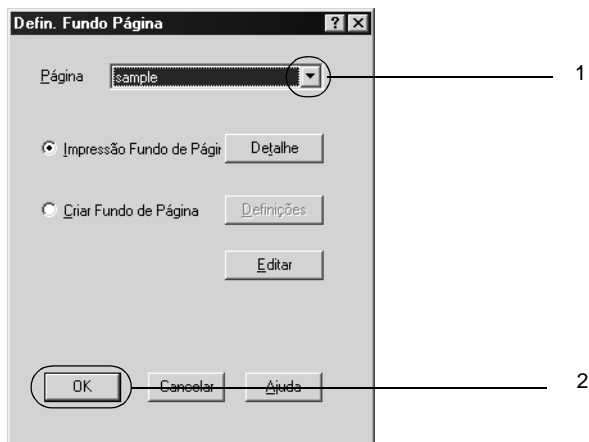 Defin. Fundo Página
Página sample 1
Impressão Fundo de Págir Detalhe
Criar Fundo de Página Definições
Editar
OK Cancelar Ajuda 2